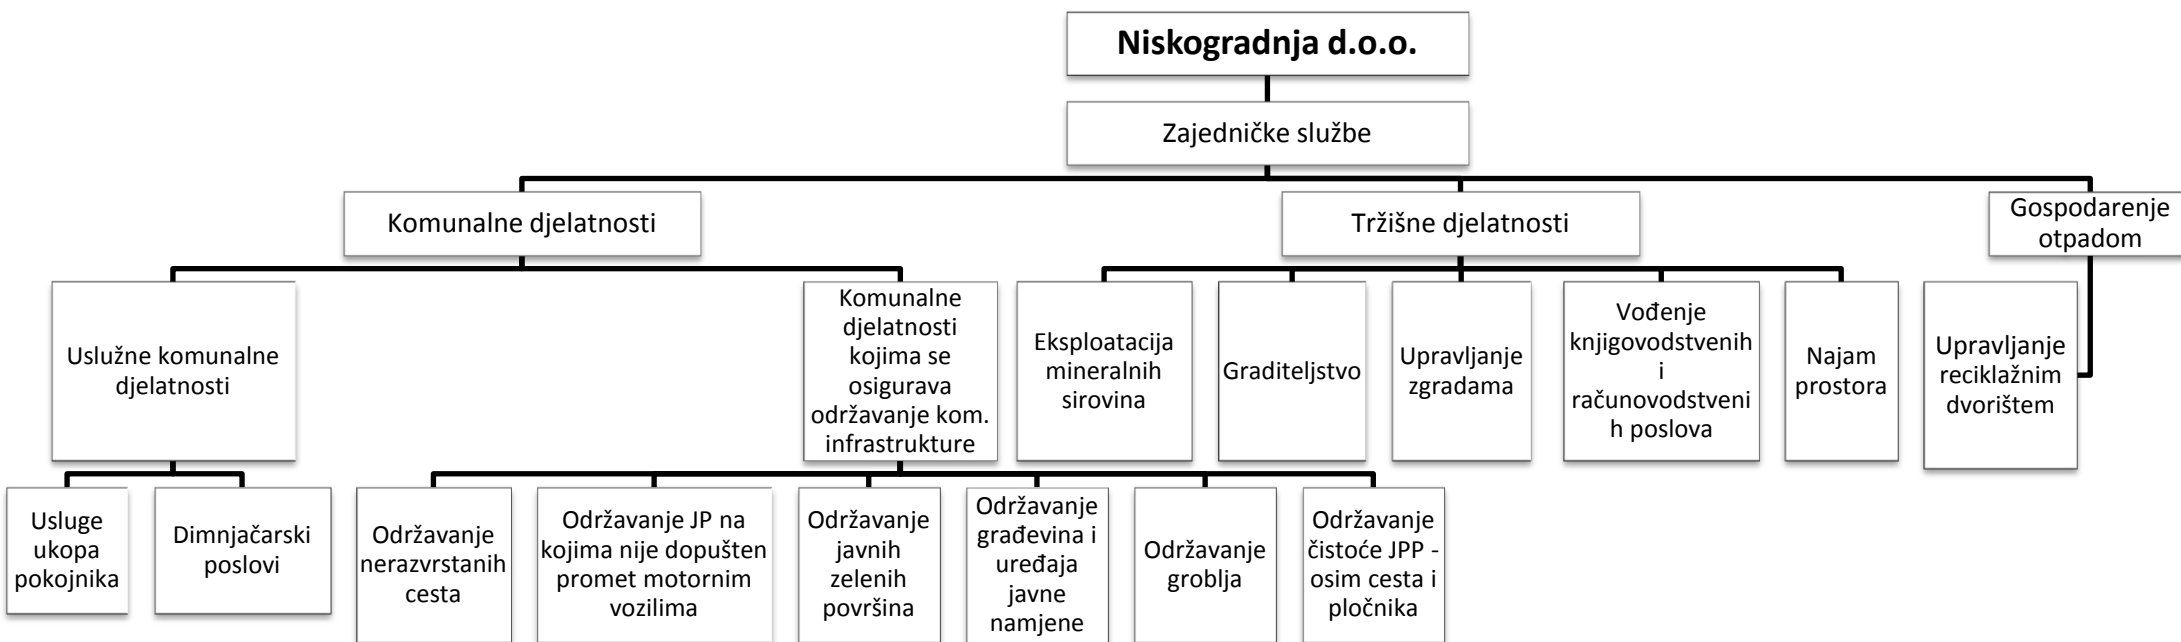 Niskogradnja d.o.o.
Zajedničke službe
Komunalne djelatnosti
Tržišne djelatnosti
Gospodarenje
otpadom
Uslužne komunalne
djelatnosti
Komunalne
djelatnosti
kojima se
osigurava
održavanje kom.
infrastrukture
Eksploatacija
mineralnih
sirovina
Graditeljstvo
Upravljanje
zgradama
Vođenje
knjigovodstvenih
i
računovodstveni
h poslova
Najam
prostora
Upravljanje
reciklažnim
dvorištem
Usluge
ukopa
pokojnika
Dimnjačarski
poslovi
Održavanje
nerazvrstanih
cesta
Održavanje JP na
kojima nije dopušten
promet motornim
vozilima
Održavanje
javnih
zelenih
površina
Održavanje
građevina i
uređaja
javne
namjene
Održavanje
groblja
Održavanje
čistoće JPP -
osim cesta i
pločnika